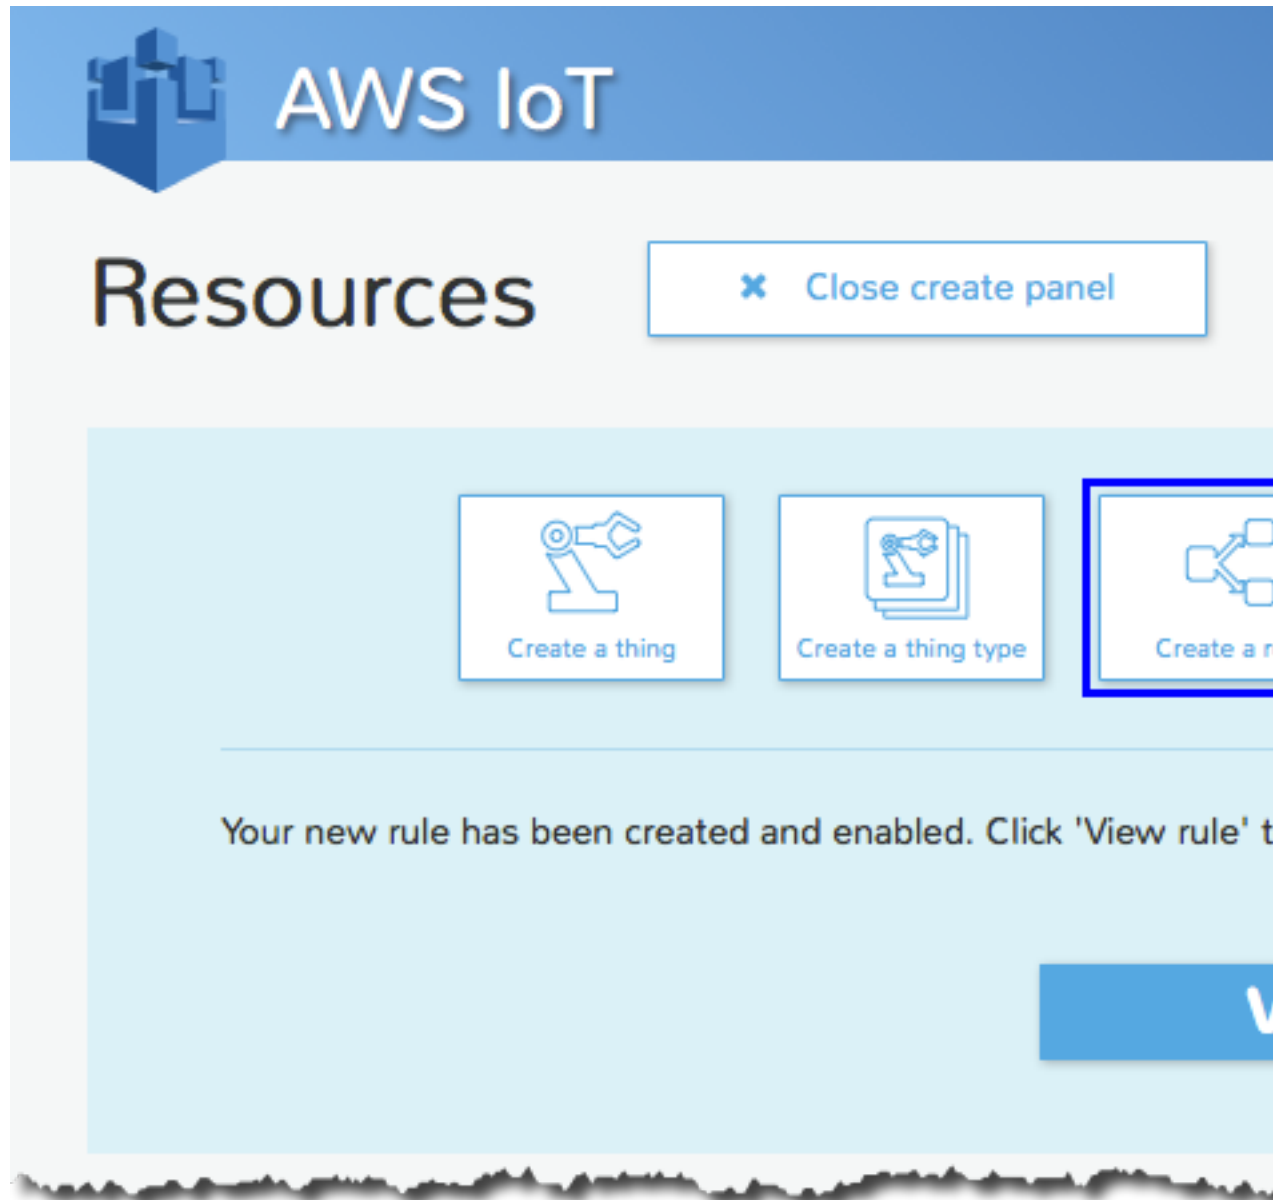 AWS IoT
Resources
✖ Close create panel
Create a thing
Create a thing type
Create a
Your new rule has been created and enabled. Click 'View rule'